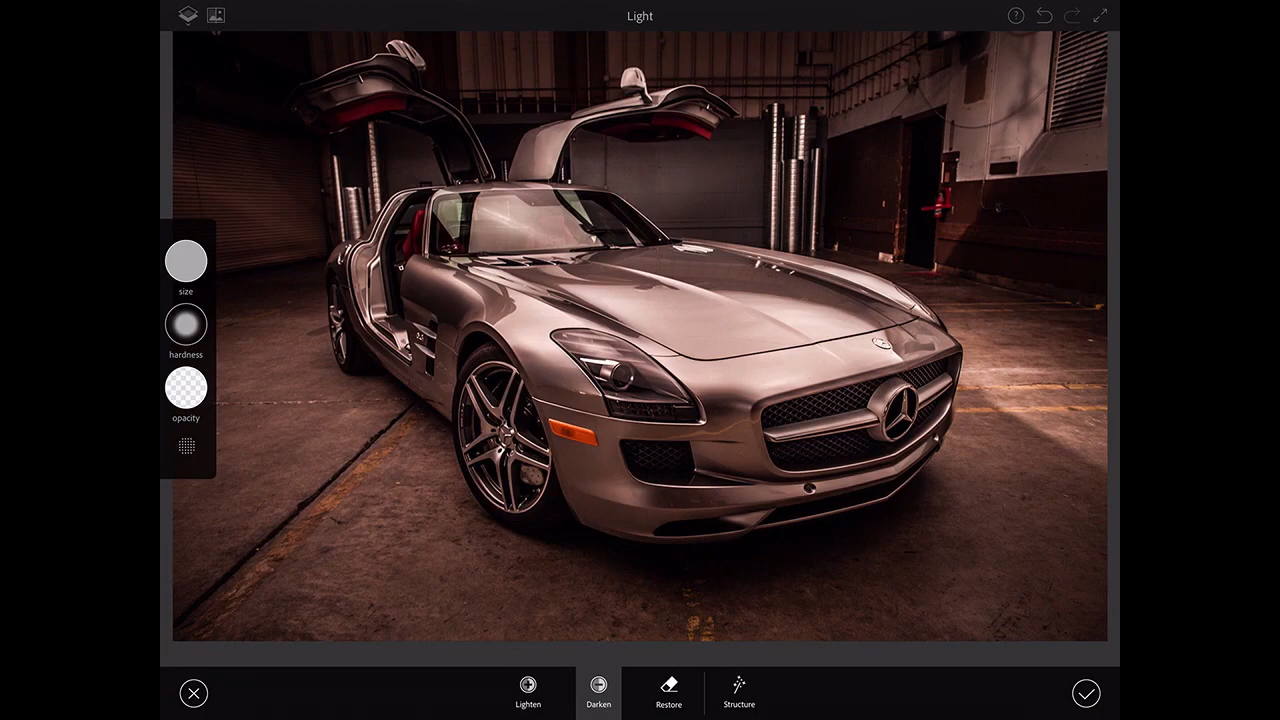 Light
size
hardness
opacity
Lighten
Darken
Restore
Structure